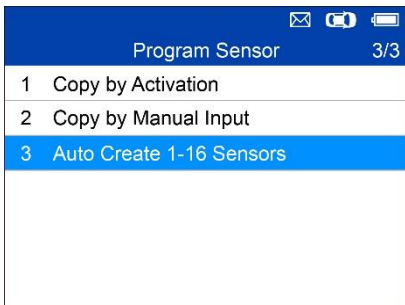 Program Sensor 3/3
1 Copy by Activation
2 Copy by Manual Input
3 Auto Create 1-16 Sensors